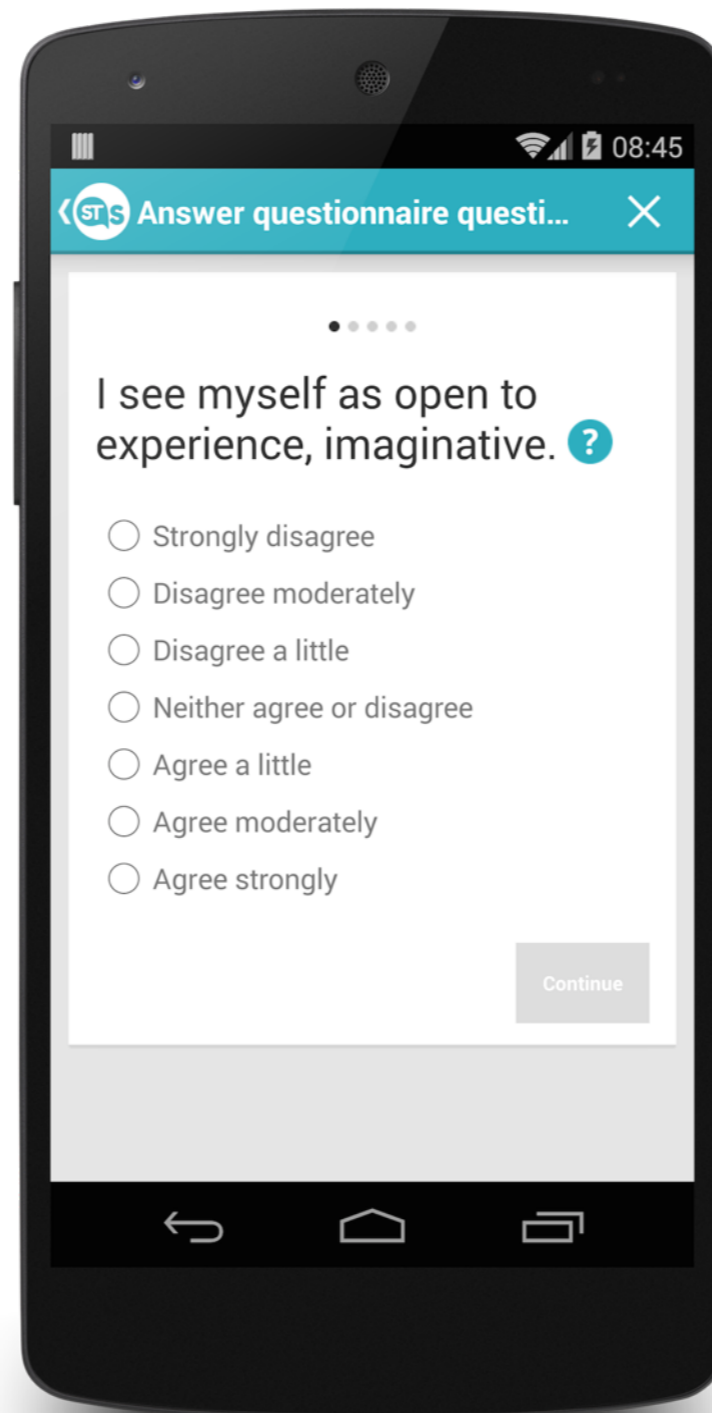 08:45
STS Answer questionnaire questi...
I see myself as open to
experience, imaginative. ?
Strongly disagree
Disagree moderately
Disagree a little
Neither agree or disagree
Agree a little
Agree moderately
Agree strongly
Continue